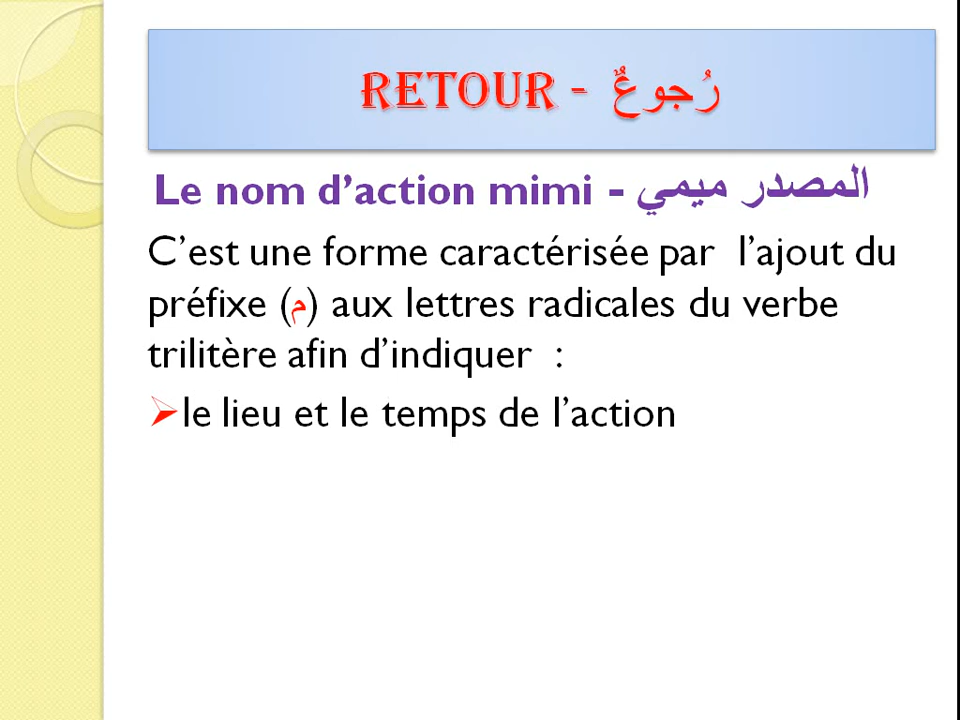 RETOUR - رُجوعٌ
Le nom d’action mimi - المصدر ميمي
C’est une forme caractérisée par l’ajout du
préfixe (م) aux lettres radicales du verbe
trilitère afin d’indiquer :
le lieu et le temps de l’action